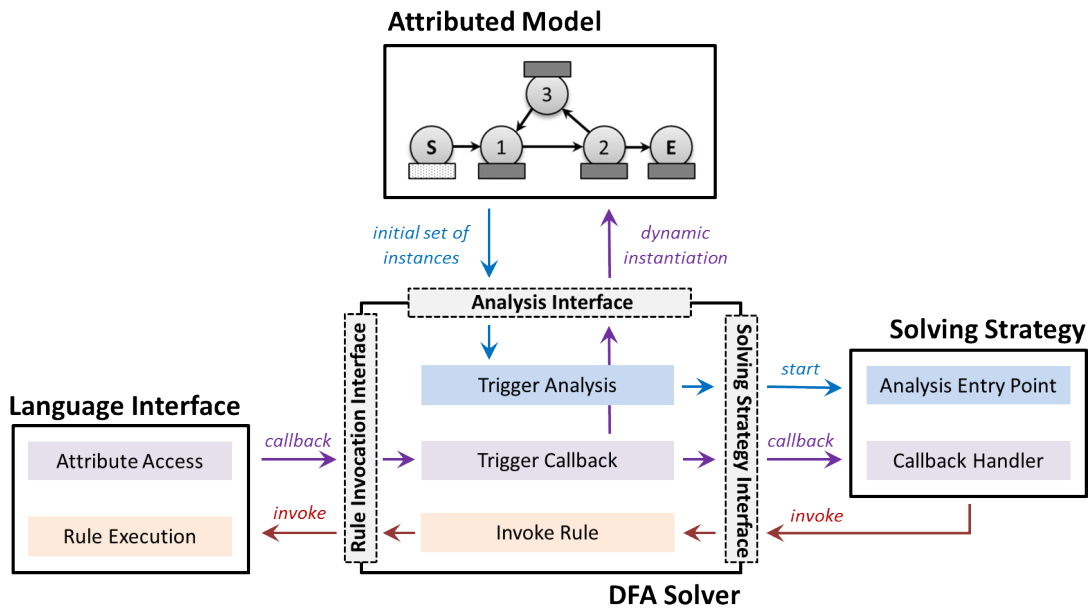 Attributed Model
3
S
1
2
E
initial set of
instances
dynamic
instantiation
Analysis Interface
Rule Invocation Interface
Solving Strategy Interface
Solving Strategy
Trigger Analysis
start
Analysis Entry Point
Language Interface
Attribute Access
callback
Trigger Callback
callback
Callback Handler
Rule Execution
invoke
Invoke Rule
invoke
DFA Solver